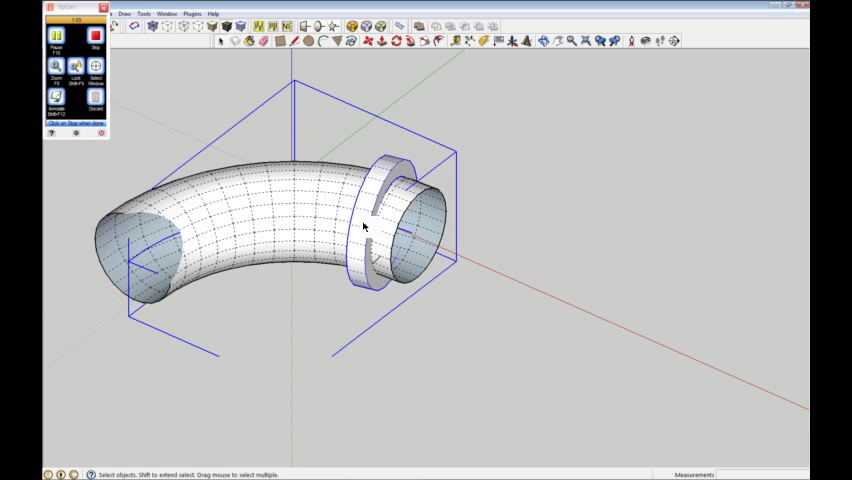 TipCam
Draw Tools Window Plugins Help
1:03
Pause
F10
Stop
Zoom
F9
Lock
Shift+F9
Select
Window
Annotate
Shift+F12
Discard
Click on Stop when done
Select objects. Shift to extend select. Drag mouse to select multiple.
Measurements